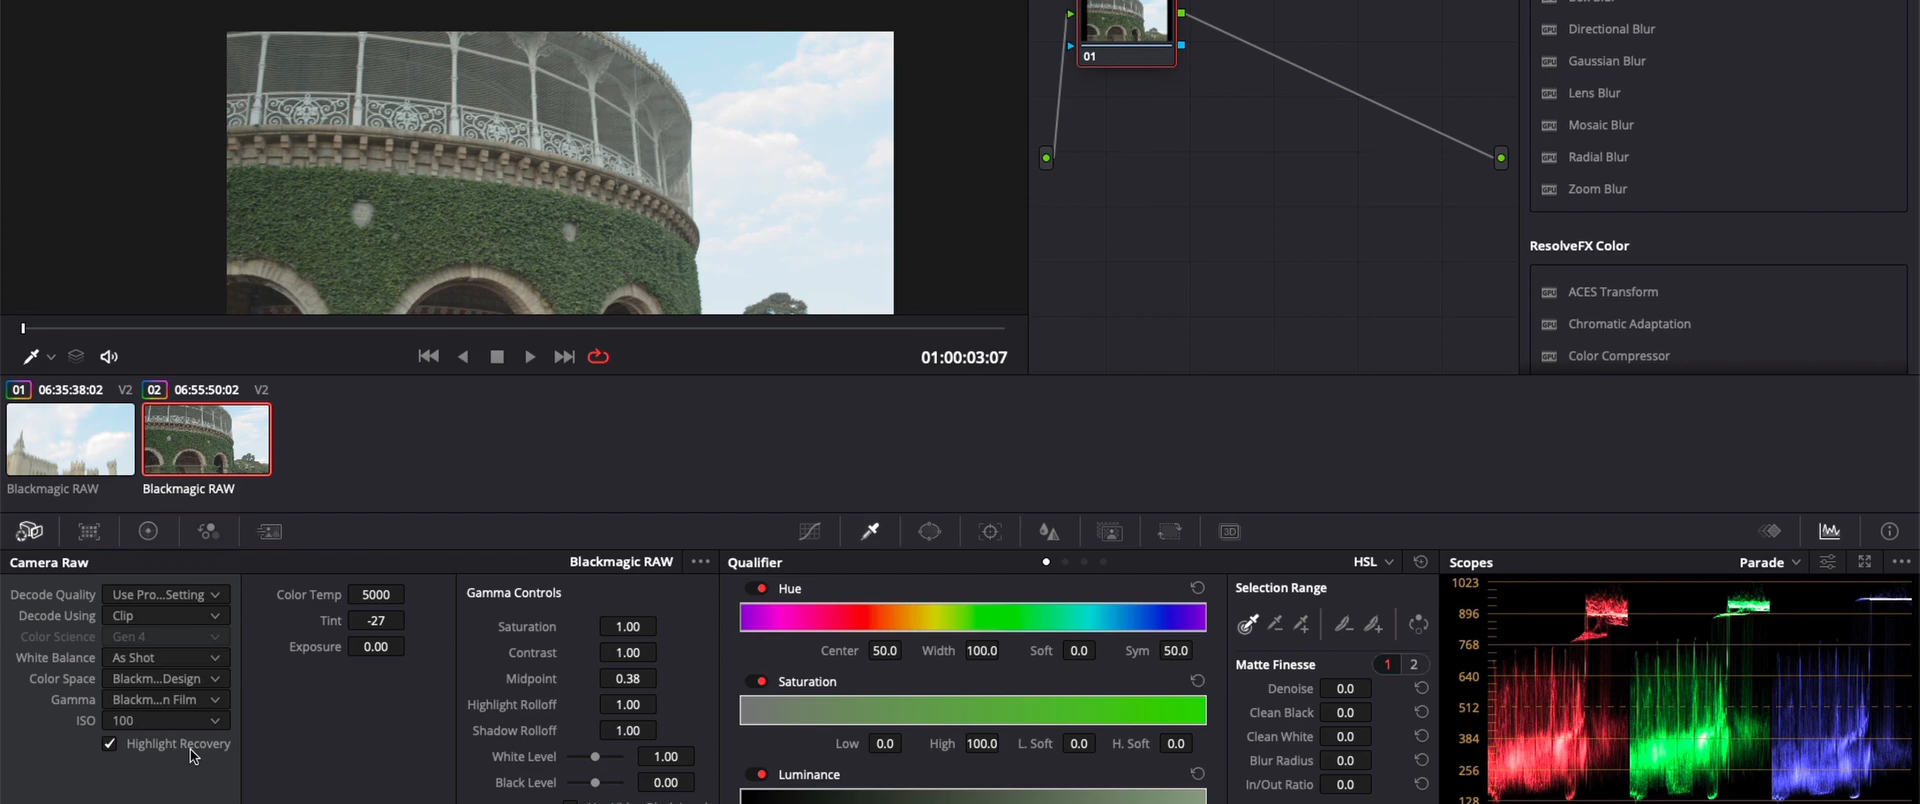 01
Directional Blur
Gaussian Blur
Lens Blur
Mosaic Blur
Radial Blur
Zoom Blur
ResolveFX Color
ACES Transform
Chromatic Adaptation
Color Compressor
01:00:03:07
01 06:35:38:02 V2 02 06:55:50:02 V2
Blackmagic RAW Blackmagic RAW
3D
Camera Raw Blackmagic RAW
Decode Quality Use Pro...Setting
Decode Using Clip
Color Science Gen 4
White Balance As Shot
Color Space Blackm...Design
Gamma Blackm...n Film
ISO 100
Highlight Recovery
Color Temp 5000
Tint -27
Exposure 0.00
Gamma Controls
Saturation 1.00
Contrast 1.00
Midpoint 0.38
Highlight Rolloff 1.00
Shadow Rolloff 1.00
White Level 1.00
Black Level 0.00
Qualifier HSL
Hue
Center 50.0 Width 100.0 Soft 0.0 Sym 50.0
Saturation
Low 0.0 High 100.0 L. Soft 0.0 H. Soft 0.0
Luminance
Selection Range
Matte Finesse 1 2
Denoise 0.0
Clean Black 0.0
Clean White 0.0
Blur Radius 0.0
In/Out Ratio 0.0
Scopes Parade
1023
896
768
640
512
384
256
128